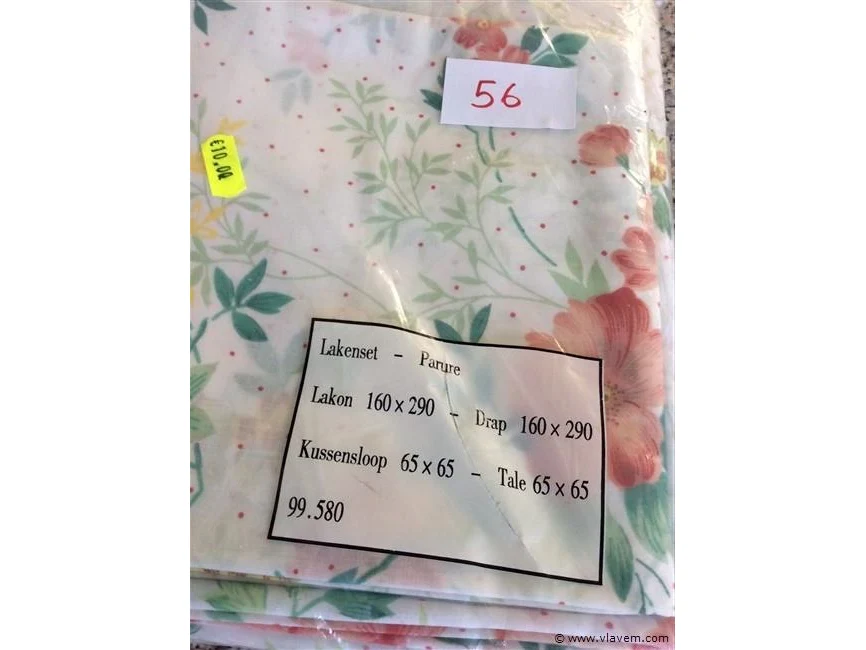 56
€10,00
Lakenset - Parure
Lakon 160 x 290 - Drap 160 x 290
Kussensloop 65 x 65 - Tale 65 x 65
99.580
© www.vlavem.com